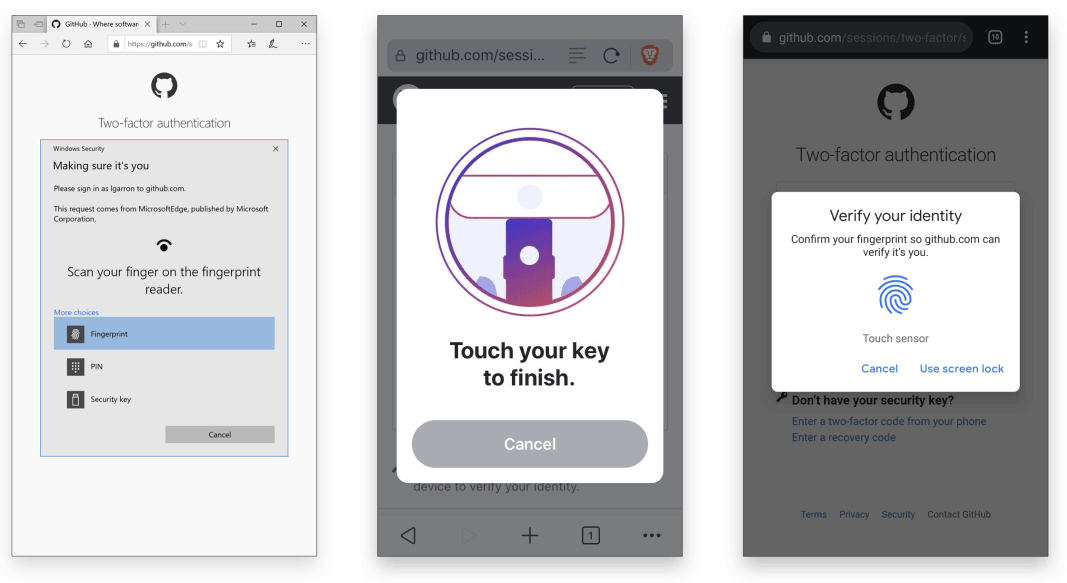 GitHub · Where software
https://github.com/s
Two-factor authentication
Windows Security
Making sure it's you
Please sign in as lgarron to github.com.
This request comes from MicrosoftEdge, published by Microsoft
Corporation.
Scan your finger on the fingerprint
reader.
More choices
Fingerprint
PIN
Security key
Cancel
github.com/sessi...
Touch your key
to finish.
Cancel
device to verify your identity.
1
github.com/sessions/two-factor/
10
Two-factor authentication
Verify your identity
Confirm your fingerprint so github.com can
verify it's you.
Touch sensor
Cancel
Use screen lock
Don't have your security key?
Enter a two-factor code from your phone
Enter a recovery code
Terms Privacy Security Contact GitHub